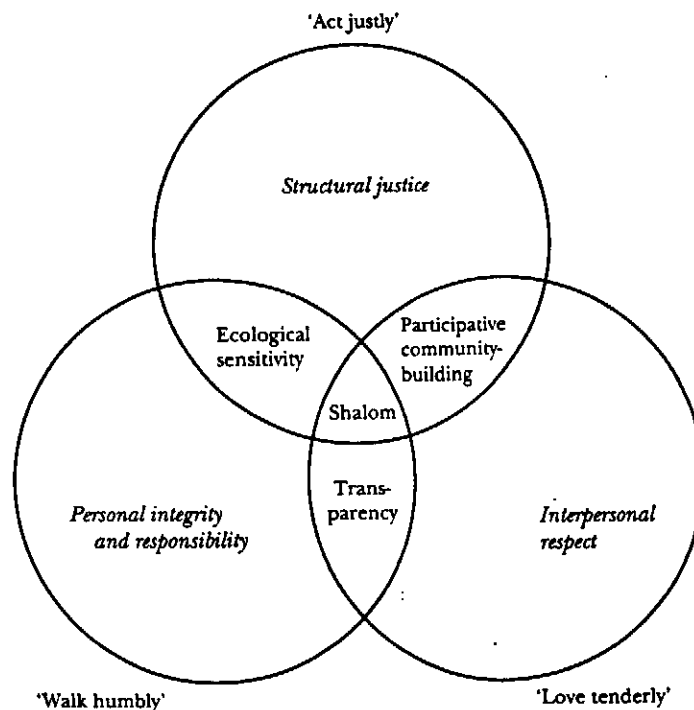 'Act justly'
Structural justice
Ecological
sensitivity
Participative
community-
building
Shalom
Trans-
parency
Personal integrity
and responsibility
Interpersonal
respect
'Walk humbly'
'Love tenderly'